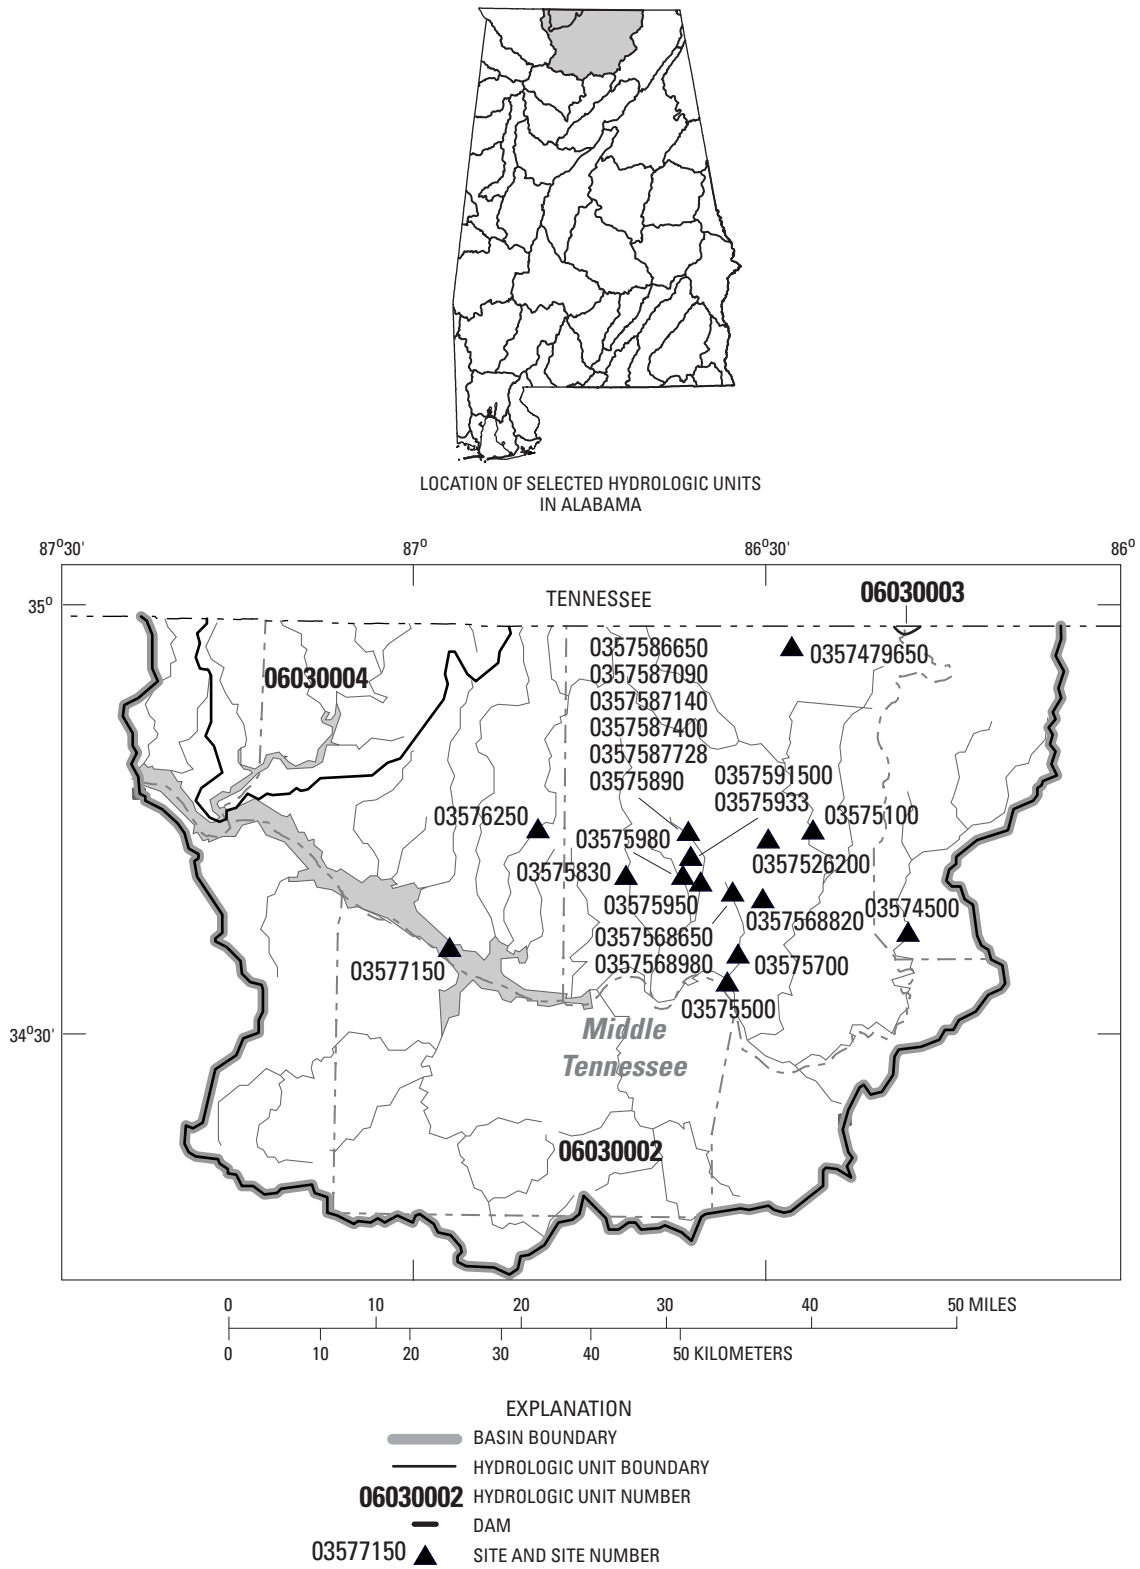 LOCATION OF SELECTED HYDROLOGIC UNITS
IN ALABAMA
87°30'
87°
86°30'
86°
35°
TENNESSEE
06030003
0357586650
0357587090
0357587140
0357587400
0357587728
03575890
0357479650
06030004
0357591500
03575933
03575100
03576250
03575980
0357526200
03575830
03575950
03574500
0357568820
0357568650
0357568980
03575700
03577150
03575500
34°30'
Middle
Tennessee
06030002
0 10 20 30 40 50 MILES
0 10 20 30 40 50 KILOMETERS
EXPLANATION
BASIN BOUNDARY
HYDROLOGIC UNIT BOUNDARY
06030002 HYDROLOGIC UNIT NUMBER
DAM
03577150 SITE AND SITE NUMBER